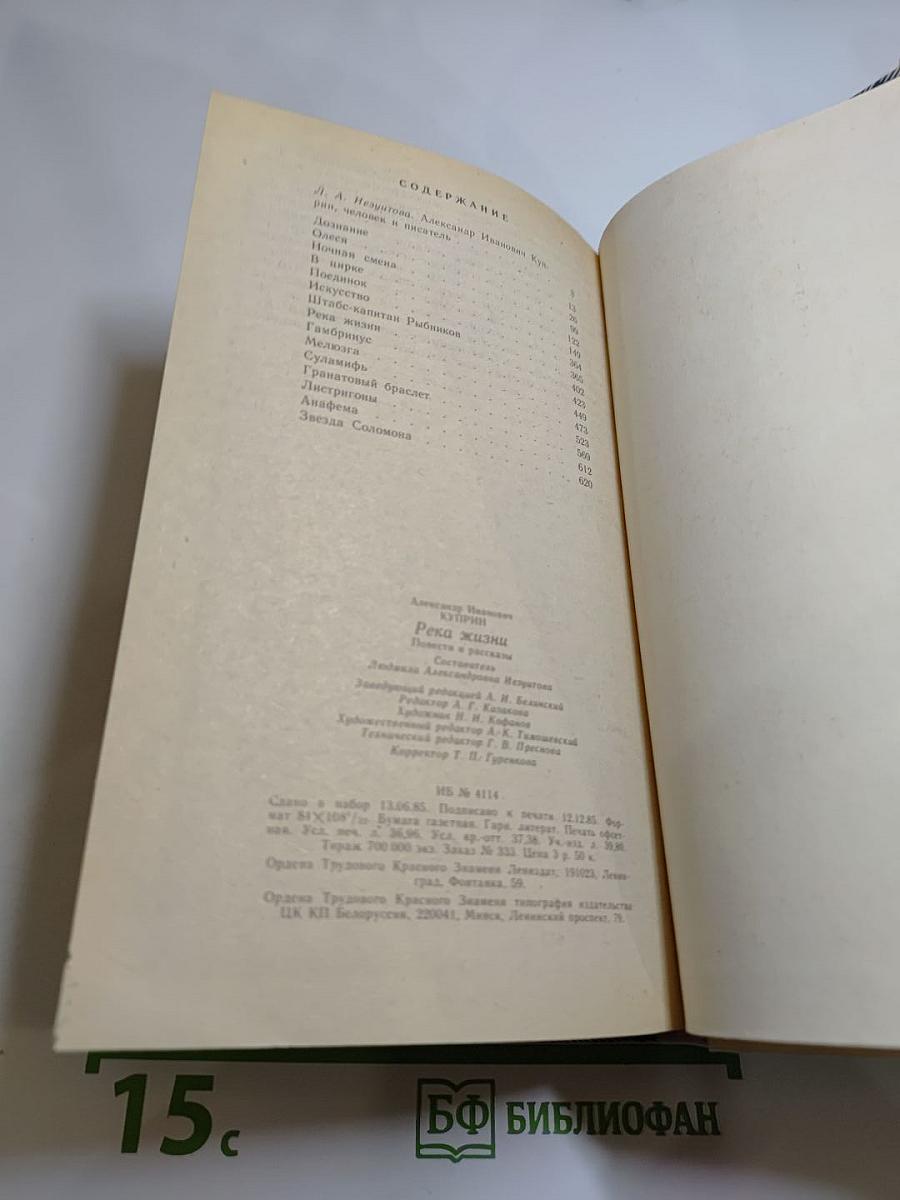 СОДЕРЖАНИЕ
Л. А. Иезуитова. Александр Иванович Куп-
рин, человек и писатель . . . 3
Дознание . . . 13
Олеся . . . 26
Ночная смена . . . 99
В цирке . . . 122
Поединок . . . 149
Искусство . . . 364
Штабс-капитан Рыбников . . . 365
Река жизни . . . 402
Гамбринус . . . 423
Мелюзга . . . 449
Суламифь . . . 473
Гранатовый браслет . . . 523
Листригоны . . . 569
Анафема . . . 612
Звезда Соломона . . . 620
Александр Иванович
КУПРИН
Река жизни
Повести и рассказы
Составитель
Людмила Александровна Иезуитова
Заведующий редакцией А. И. Белинский
Редактор А. Г. Казакова
Художник Н. И. Кофанов
Художественный редактор А. К. Тимошевский
Технический редактор Г. В. Преснова
Корректор Т. П. Гуренкова
ИБ № 4114
Сдано в набор 13.06.85. Подписано к печати 12.12.85. Фор-
мат 84×108¹/₃₂. Бумага газетная. Гарн. литерат. Печать офсет-
ная. Усл. печ. л. 36,96. Усл. кр.-отт. 37,38. Уч.-изд. л. 39,80.
Тираж 700 000 экз. Заказ № 333. Цена 3 р. 50 к.
Ордена Трудового Красного Знамени Лениздат, 191023, Ленин-
град, Фонтанка, 59.
Ордена Трудового Красного Знамени типография издательства
ЦК КП Белоруссии, 220041, Минск, Ленинский проспект, 79.
15 с
БФ БИБЛИОФАН